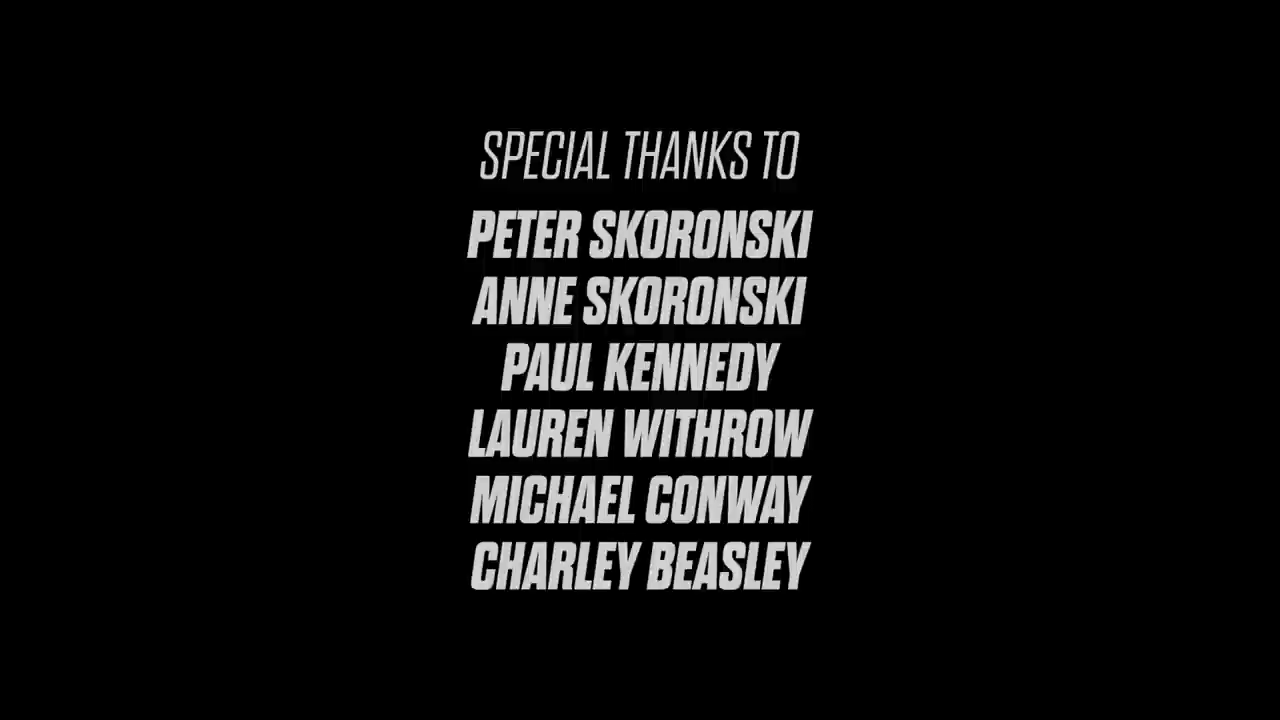 SPECIAL THANKS TO
PETER SKORONSKI
ANNE SKORONSKI
PAUL KENNEDY
LAUREN WITHROW
MICHAEL CONWAY
CHARLEY BEASLEY